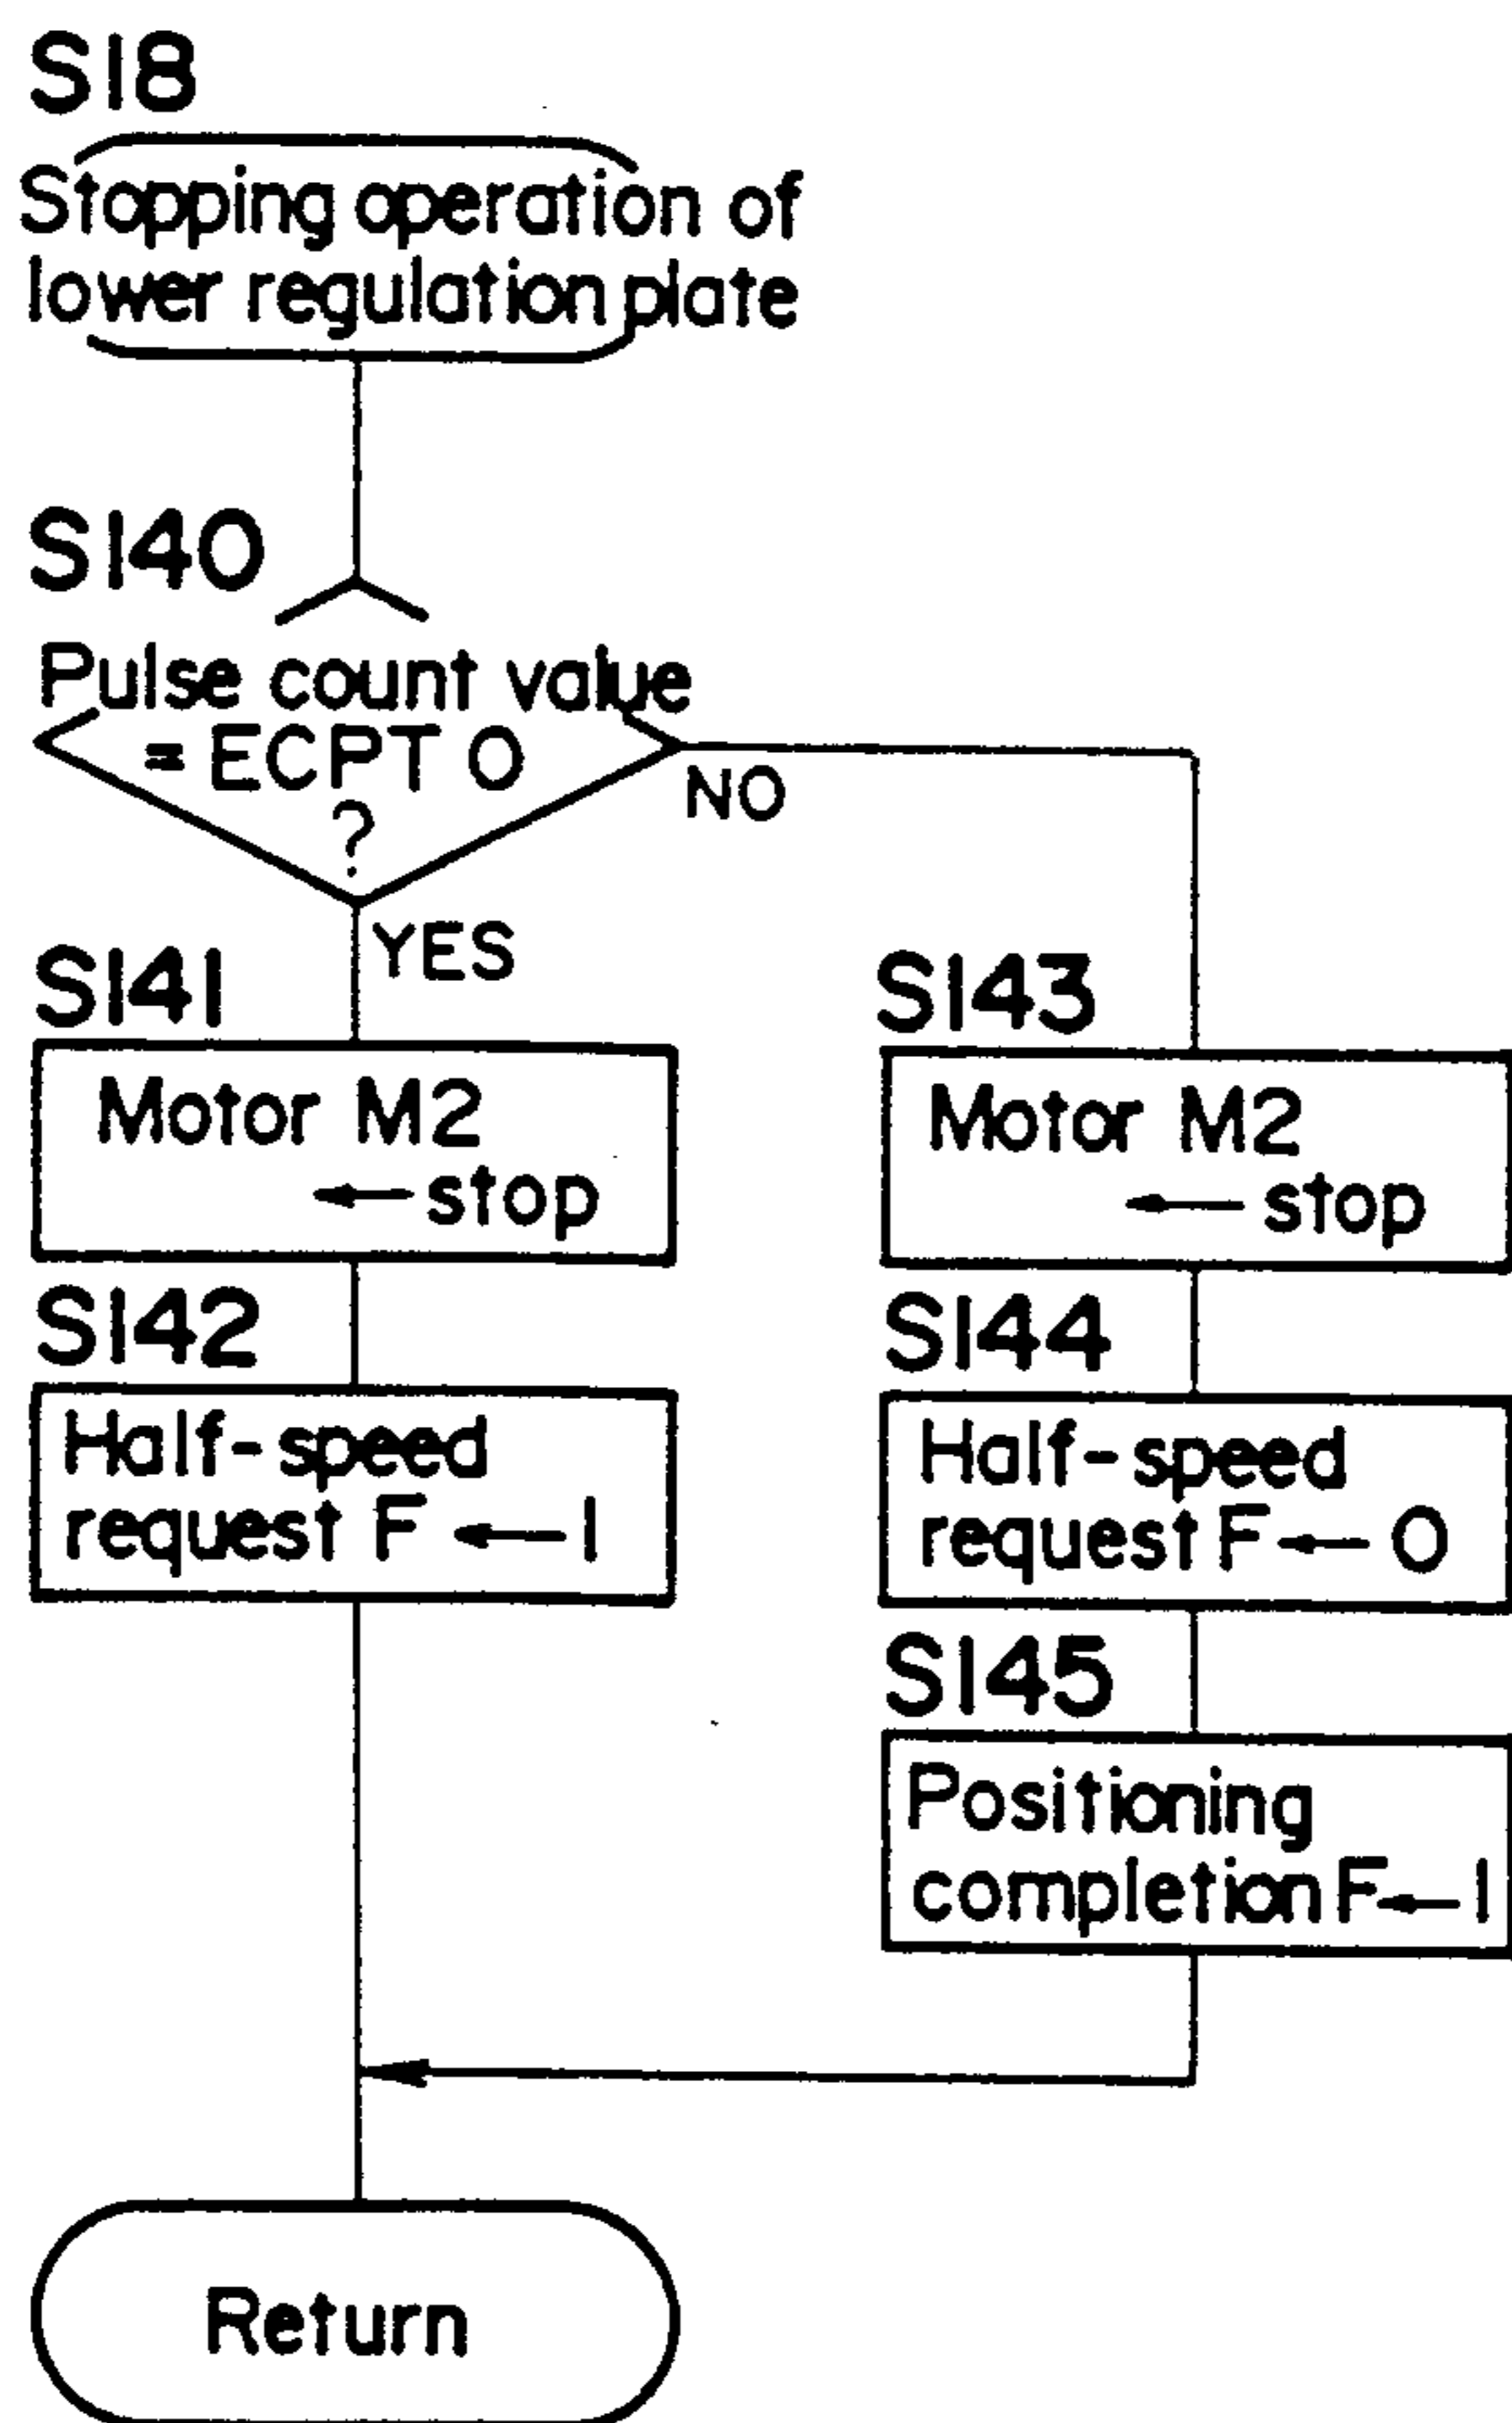 S18
Stopping operation of
lower regulation plate
S140
Pulse count value
= ECPT 0
?
NO
YES
S141
Motor M2
← stop
S142
Half-speed
request F ← 1
S143
Motor M2
← stop
S144
Half-speed
request F ← 0
S145
Positioning
completion F ← 1
Return